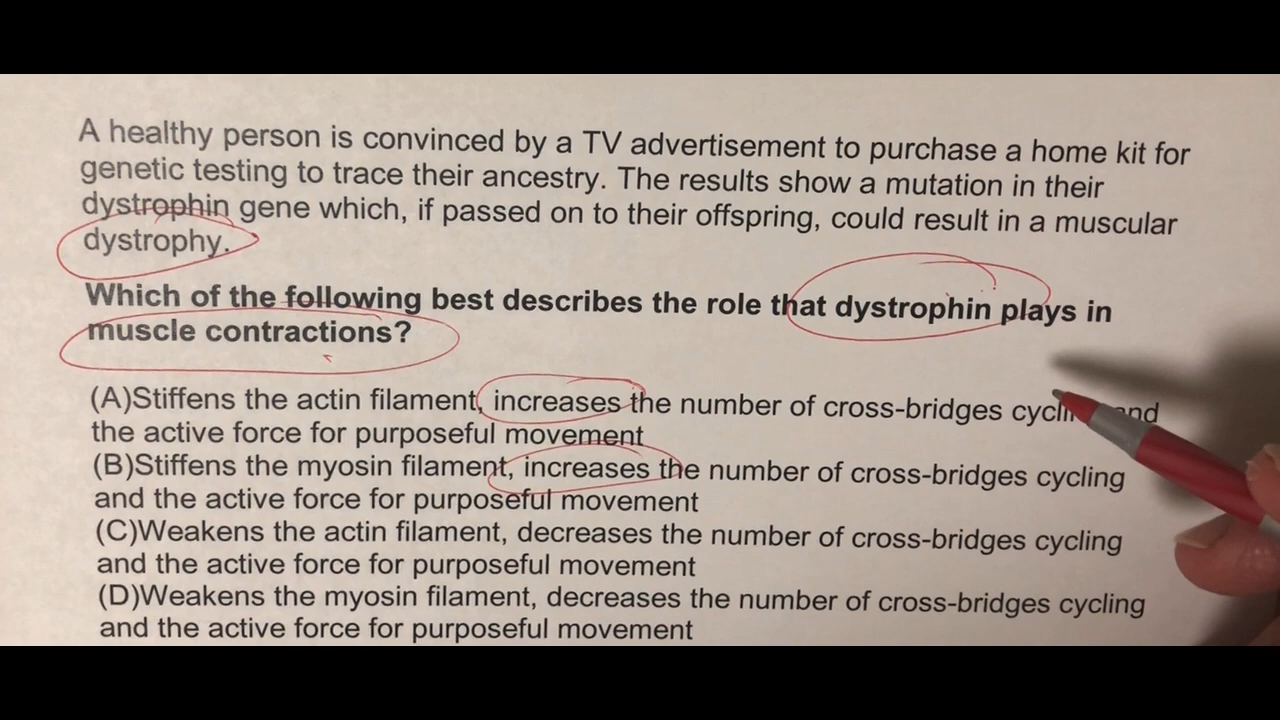 A healthy person is convinced by a TV advertisement to purchase a home kit for
genetic testing to trace their ancestry. The results show a mutation in their
dystrophin gene which, if passed on to their offspring, could result in a muscular
dystrophy.
Which of the following best describes the role that dystrophin plays in
muscle contractions?
(A)Stiffens the actin filament, increases the number of cross-bridges and
the active force for purposeful movement
(B)Stiffens the myosin filament, increases the number of cross-bridges cycling
and the active force for purposeful movement
(C)Weakens the actin filament, decreases the number of cross-bridges cycling
and the active force for purposeful movement
(D)Weakens the myosin filament, decreases the number of cross-bridges cycling
and the active force for purposeful movement